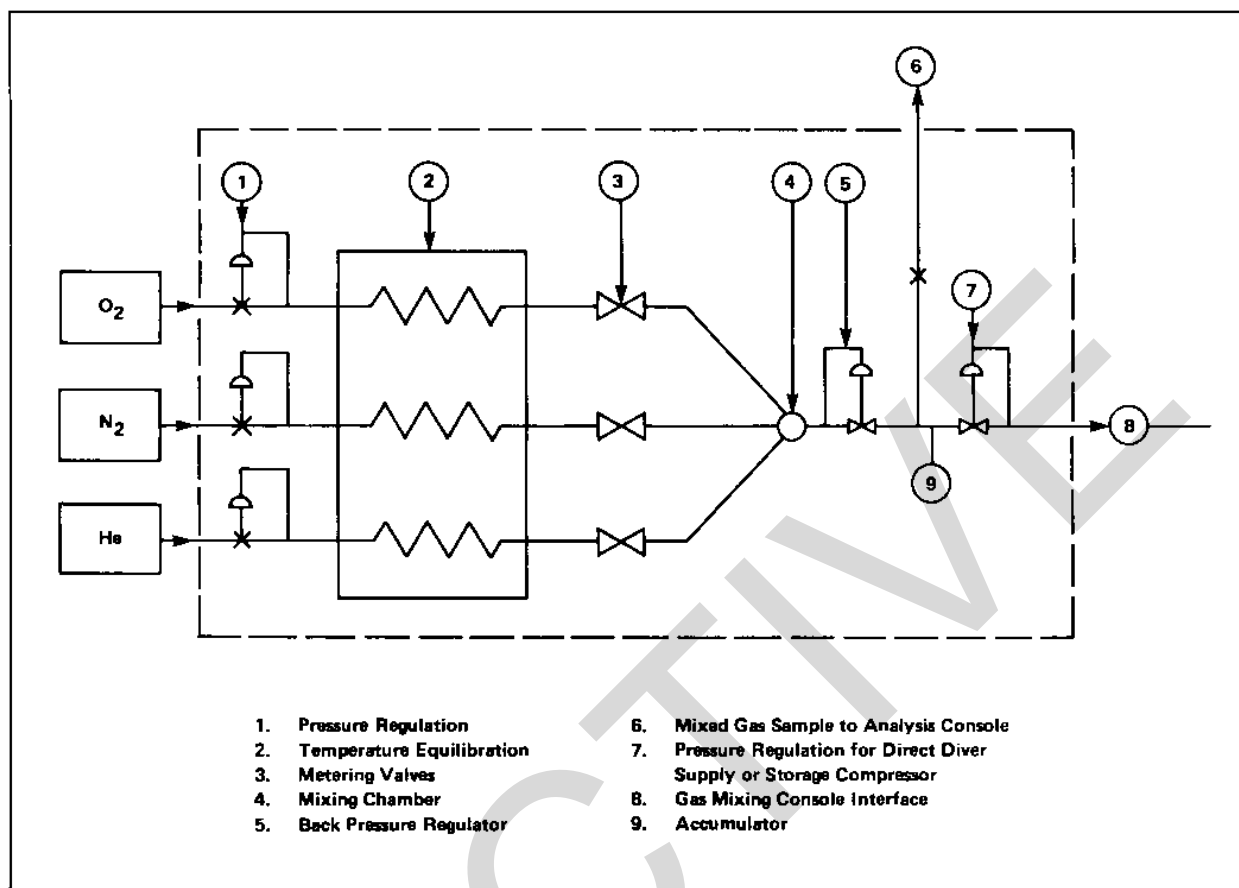 6
1
2
3
4
5
O2
7
N2
8
9
He
1. Pressure Regulation
2. Temperature Equilibration
3. Metering Valves
4. Mixing Chamber
5. Back Pressure Regulator
6. Mixed Gas Sample to Analysis Console
7. Pressure Regulation for Direct Diver
Supply or Storage Compressor
8. Gas Mixing Console Interface
9. Accumulator
CTIVE